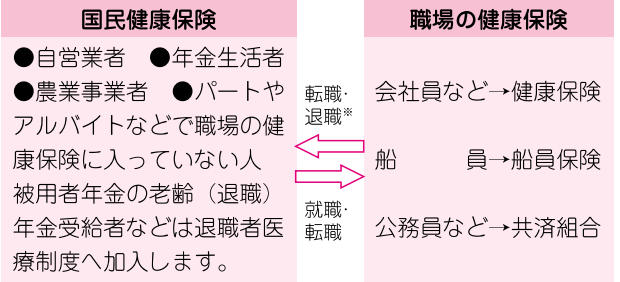 国民健康保険
●自営業者　●年金生活者
●農業事業者　●パートや
アルバイトなどで職場の健
康保険に入っていない人
被用者年金の老齢（退職）
年金受給者などは退職者医
療制度へ加入します。
転職・
退職※
就職・
転職
職場の健康保険
会社員など→健康保険
船　　　員→船員保険
公務員など→共済組合